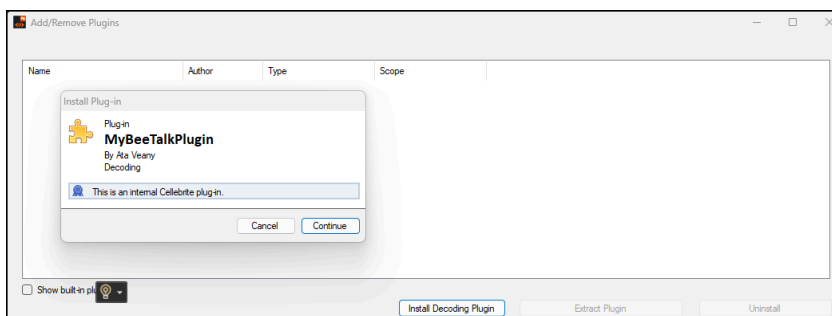 Add/Remove Plugins
Name Author Type Scope
Install Plug-in
Plug-in
MyBeeTalkPlugin
By Ata Veany
Decoding
This is an internal Cellebrite plug-in.
Cancel Continue
Show built-in
Install Decoding Plugin Extract Plugin Uninstall